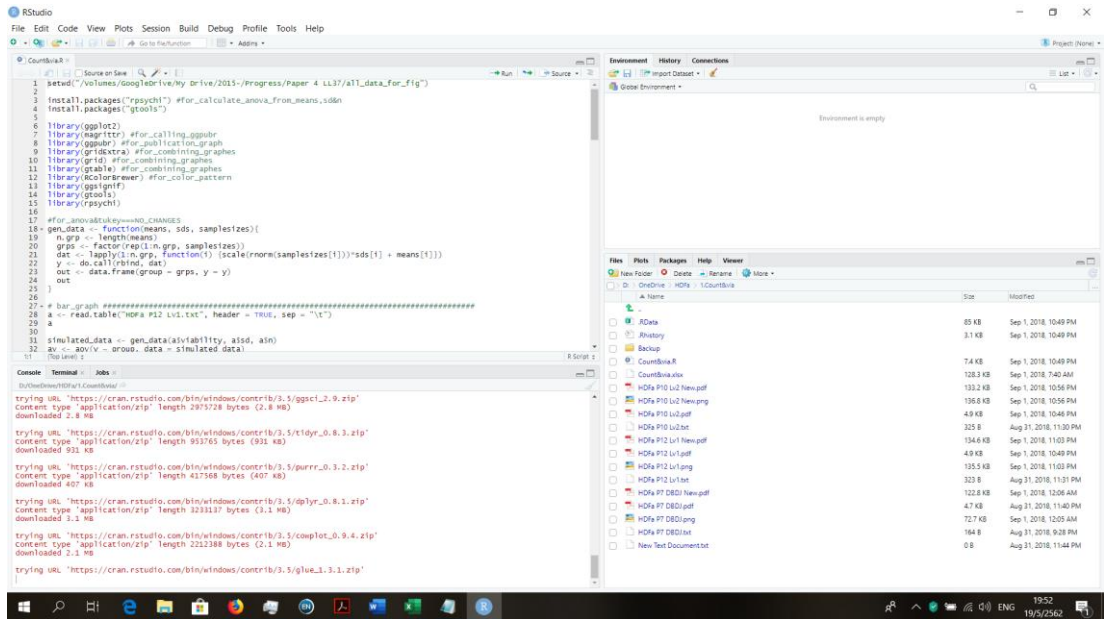 RStudio
File Edit Code View Plots Session Build Debug Profile Tools Help
Go to file/function
Addins
Project: (None)
Count&via.R
Source on Save
Run
Source
1 setwd("/volumes/GoogleDrive/My Drive/2015-/Progress/Paper 4 LL37/all_data_for_fig")
2
3 install.packages("rpsychi") #for_calculate_anova_from_means,sd&n
4 install.packages("gtools")
5
6 library(ggplot2)
7 library(magrittr) #for_calling_ggpubr
8 library(ggpubr) #for_publication_graph
9 library(gridExtra) #for_combining_graphes
10 library(grid) #for_combining_graphes
11 library(gtable) #for_combining_graphes
12 library(RColorBrewer) #for_color_pattern
13 library(ggsignif)
14 library(gtools)
15 library(rpsychi)
16
17 #for_anova&tukey===NO_CHANGES
18 gen_data <- function(means, sds, samplesizes){
19 n.grp <- length(means)
20 grps <- factor(rep(1:n.grp, samplesizes))
21 dat <- lapply(1:n.grp, function(i) {scale(rnorm(samplesizes[i]))*sds[i] + means[i]})
22 y <- do.call(rbind, dat)
23 out <- data.frame(group = grps, y = y)
24 out
25 }
26
27 # bar_graph ################################################################################
28 a <- read.table("HDFa P12 Lv1.txt", header = TRUE, sep = "\t")
29 a
30
31 simulated_data <- gen_data(a$viability, a$sd, a$n)
32 av <- aov(y ~ group, data = simulated_data)
1:1 (Top Level) R Script
Console Terminal Jobs
D:/OneDrive/HDFa/1.Count&via/
trying URL 'https://cran.rstudio.com/bin/windows/contrib/3.5/ggsci_2.9.zip'
Content type 'application/zip' length 2975728 bytes (2.8 MB)
downloaded 2.8 MB
trying URL 'https://cran.rstudio.com/bin/windows/contrib/3.5/tidyr_0.8.3.zip'
Content type 'application/zip' length 953765 bytes (931 KB)
downloaded 931 KB
trying URL 'https://cran.rstudio.com/bin/windows/contrib/3.5/purrr_0.3.2.zip'
Content type 'application/zip' length 417568 bytes (407 KB)
downloaded 407 KB
trying URL 'https://cran.rstudio.com/bin/windows/contrib/3.5/dplyr_0.8.1.zip'
Content type 'application/zip' length 3233137 bytes (3.1 MB)
downloaded 3.1 MB
trying URL 'https://cran.rstudio.com/bin/windows/contrib/3.5/cowplot_0.9.4.zip'
Content type 'application/zip' length 2212388 bytes (2.1 MB)
downloaded 2.1 MB
trying URL 'https://cran.rstudio.com/bin/windows/contrib/3.5/glue_1.3.1.zip'
Environment History Connections
Import Dataset
List
Global Environment
Environment is empty
Files Plots Packages Help Viewer
New Folder Delete Rename More
D: OneDrive HDFa 1.Count&via
Name Size Modified
..
.RData 85 KB Sep 1, 2018, 10:49 PM
.Rhistory 3.1 KB Sep 1, 2018, 10:49 PM
Backup
Count&via.R 7.4 KB Sep 1, 2018, 10:49 PM
Count&via.xlsx 128.3 KB Sep 1, 2018, 7:40 AM
HDFa P10 Lv2 New.pdf 133.2 KB Sep 1, 2018, 10:56 PM
HDFa P10 Lv2 New.png 136.8 KB Sep 1, 2018, 10:56 PM
HDFa P10 Lv2.pdf 4.9 KB Sep 1, 2018, 10:46 PM
HDFa P10 Lv2.txt 325 B Aug 31, 2018, 11:30 PM
HDFa P12 Lv1 New.pdf 134.6 KB Sep 1, 2018, 11:03 PM
HDFa P12 Lv1.pdf 4.9 KB Sep 1, 2018, 10:49 PM
HDFa P12 Lv1.png 135.5 KB Sep 1, 2018, 11:03 PM
HDFa P12 Lv1.txt 323 B Aug 31, 2018, 11:31 PM
HDFa P7 DBDJ New.pdf 122.8 KB Sep 1, 2018, 12:06 AM
HDFa P7 DBDJ.pdf 4.7 KB Aug 31, 2018, 11:40 PM
HDFa P7 DBDJ.png 72.7 KB Sep 1, 2018, 12:05 AM
HDFa P7 DBDJ.txt 164 B Aug 31, 2018, 9:28 PM
New Text Document.txt 0 B Aug 31, 2018, 11:44 PM
ENG
19:52
19/5/2562